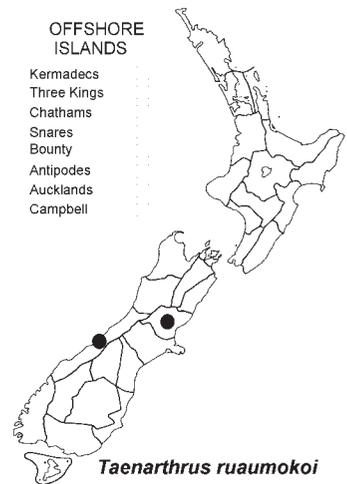 OFFSHORE
ISLANDS
Kermadecs
Three Kings
Chathams
Snares
Bounty
Antipodes
Aucklands
Campbell
Taenarthrus ruaumokoi